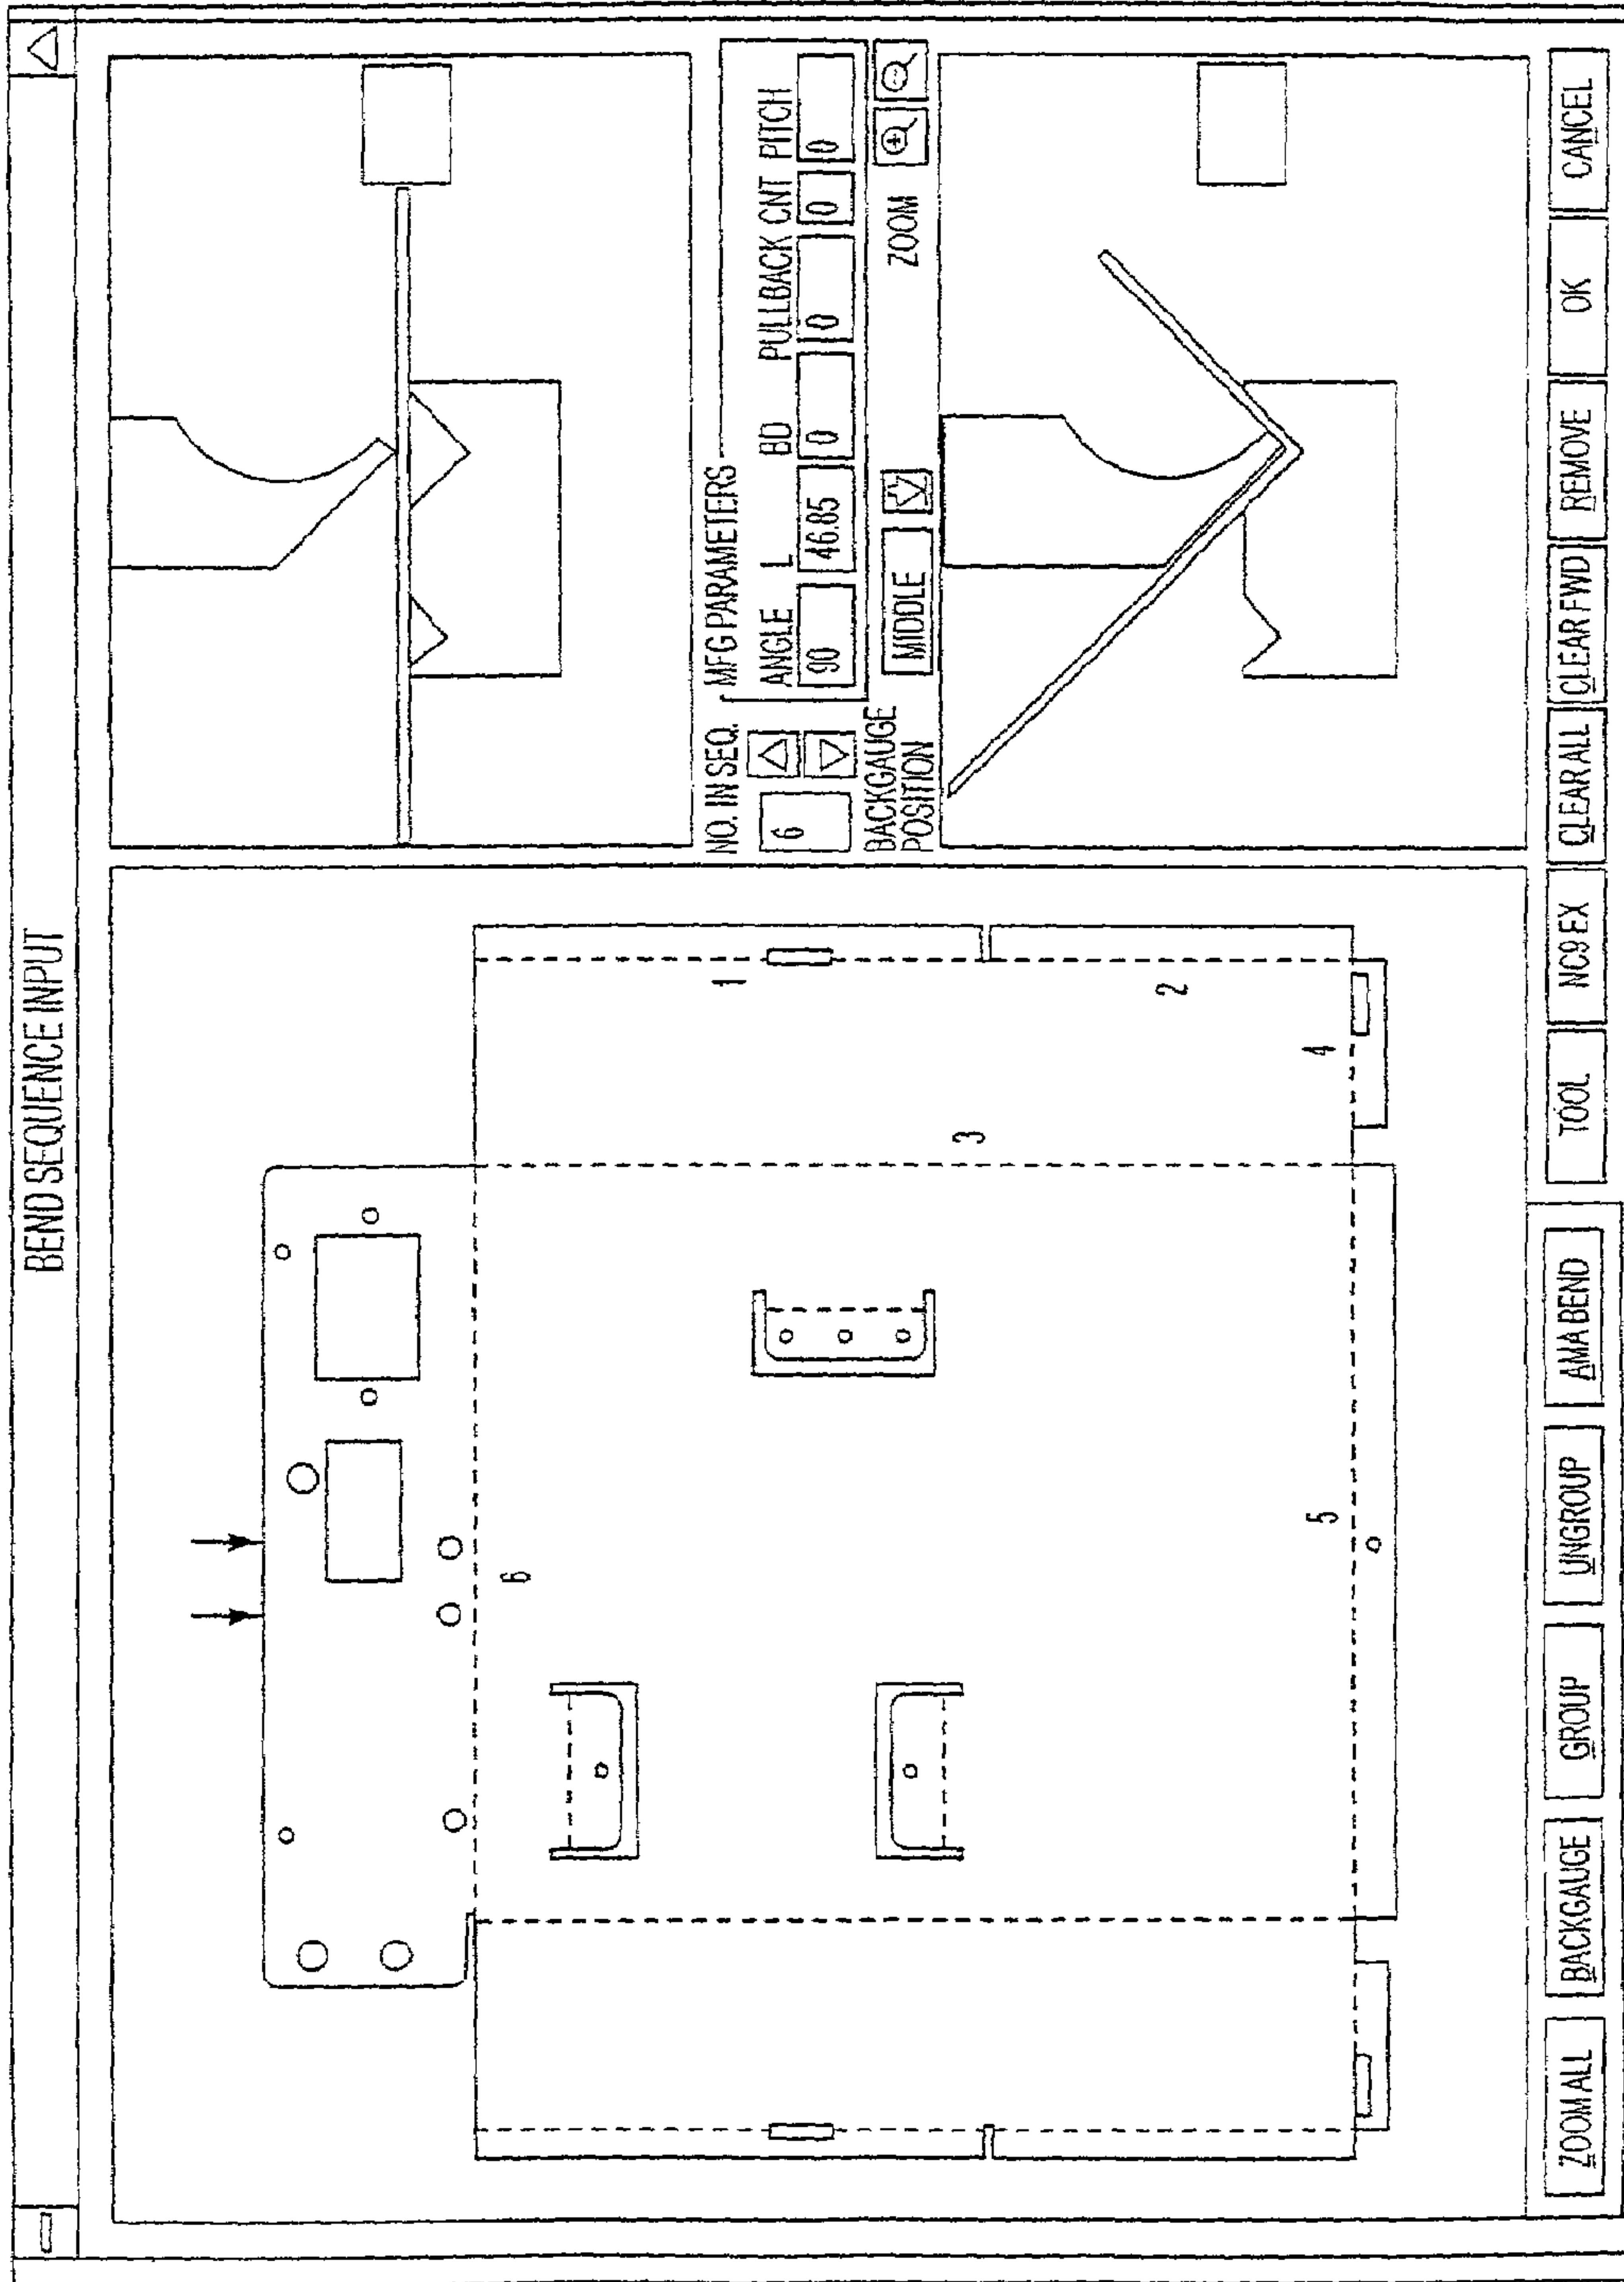 BEND SEQUENCE INPUT
1
2
3
4
5
6
NO. IN SEQ.
6
MFG PARAMETERS
ANGLE L BD PULLBACK CNT PITCH
90 46.85 0 0 0 0
BACKGAUGE
POSITION
MIDDLE
ZOOM
ZOOM ALL BACKGAUGE GROUP UNGROUP AMA BEND TOOL NC9 EX CLEAR ALL CLEAR FWD REMOVE OK CANCEL